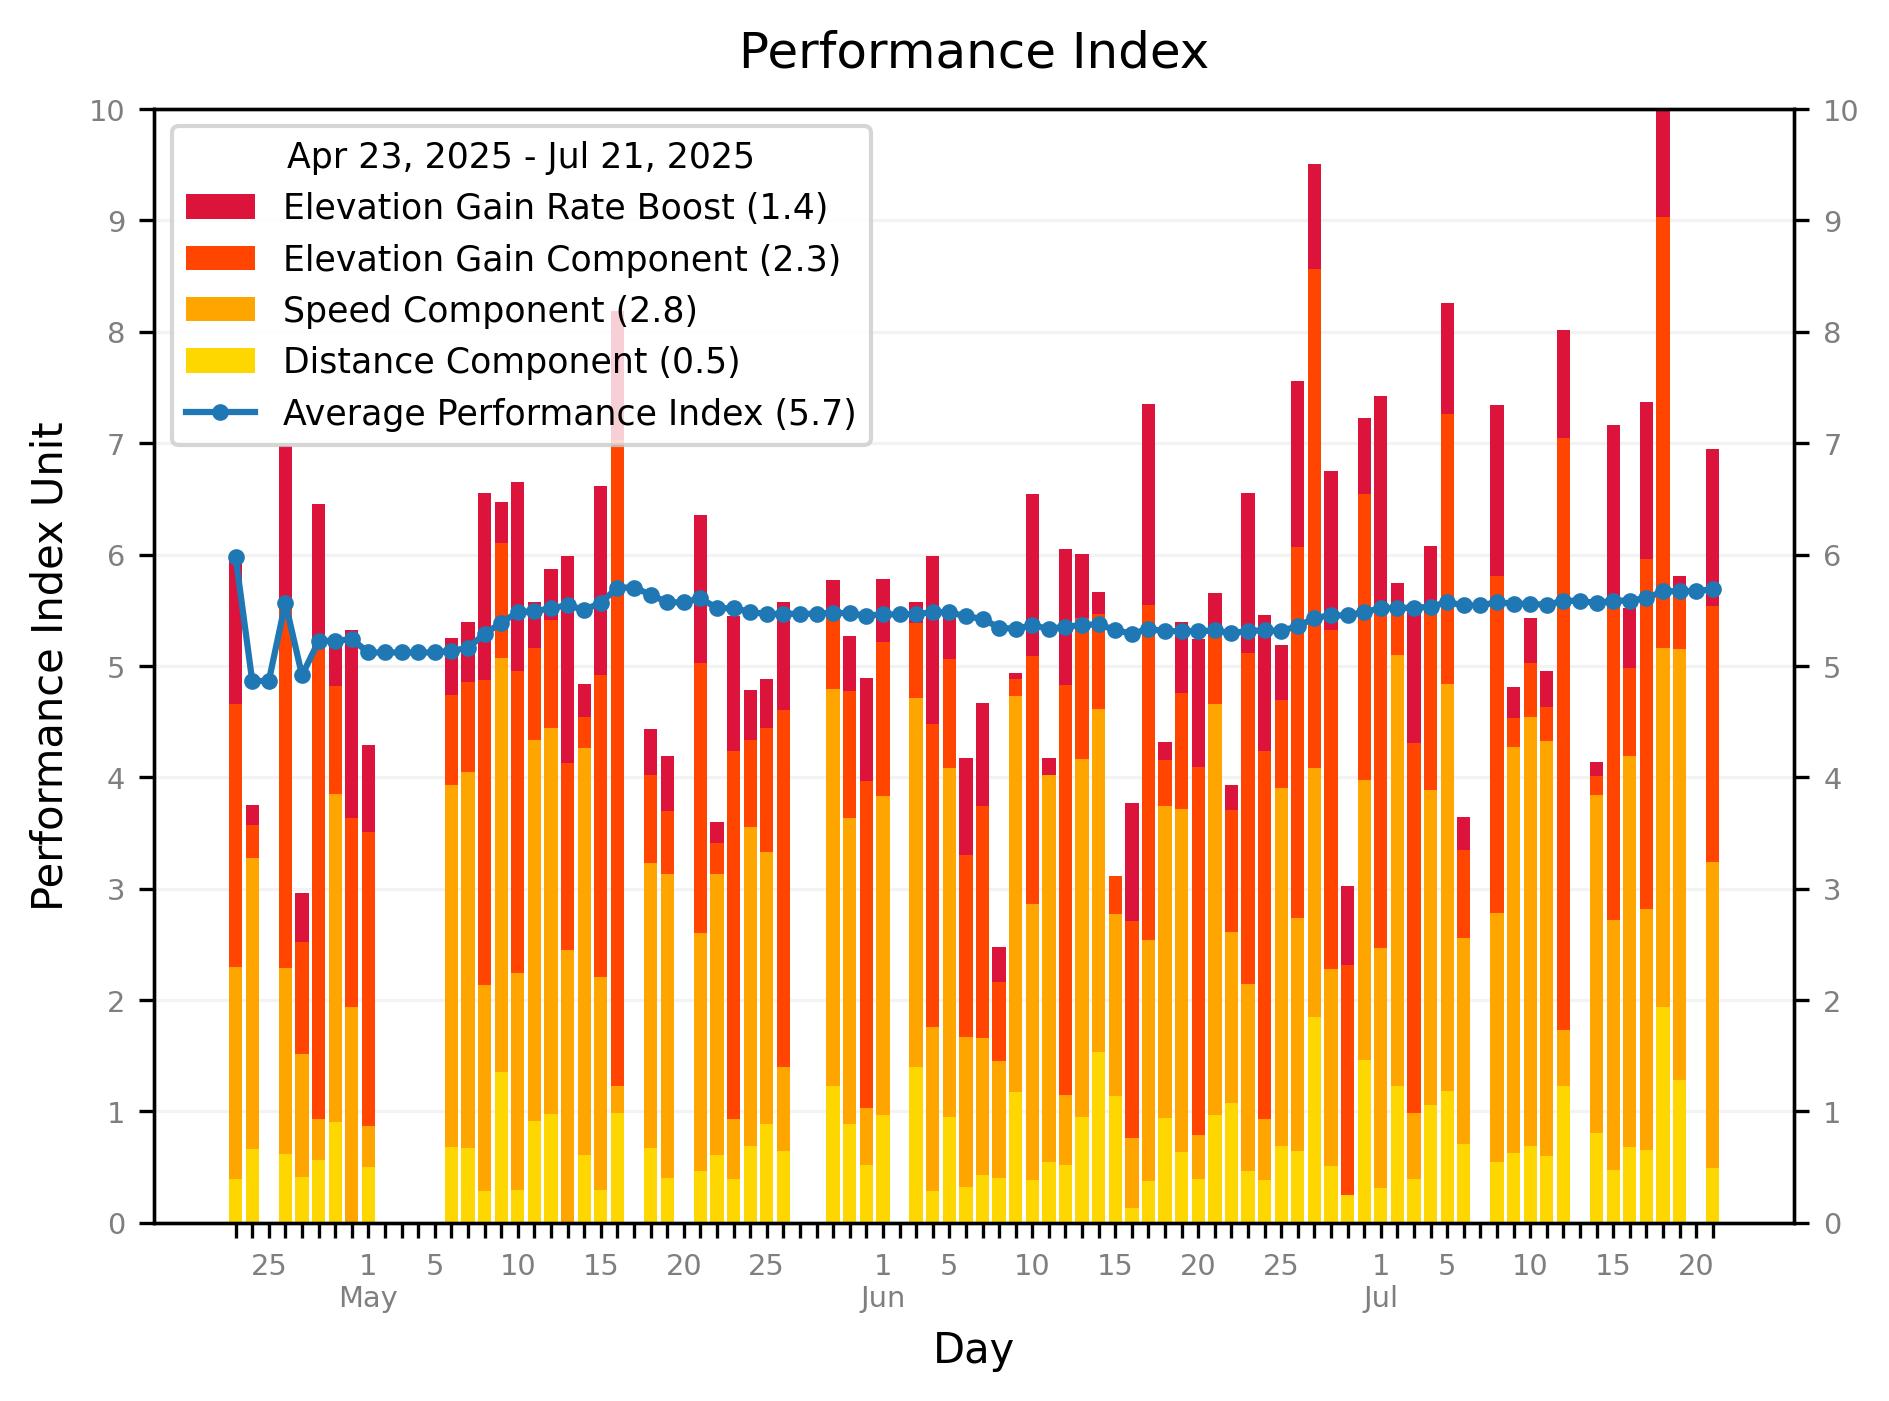 Performance Index
Apr 23, 2025 - Jul 21, 2025
Elevation Gain Rate Boost (1.4)
Elevation Gain Component (2.3)
Speed Component (2.8)
Distance Component (0.5)
Average Performance Index (5.7)
Performance Index Unit
10 10
9 9
8 8
7 7
6 6
5 5
4 4
3 3
2 2
1 1
0 0
25 1 5 10 15 20 25 1 5 10 15 20 25 1 5 10 15 20
May Jun Jul
Day